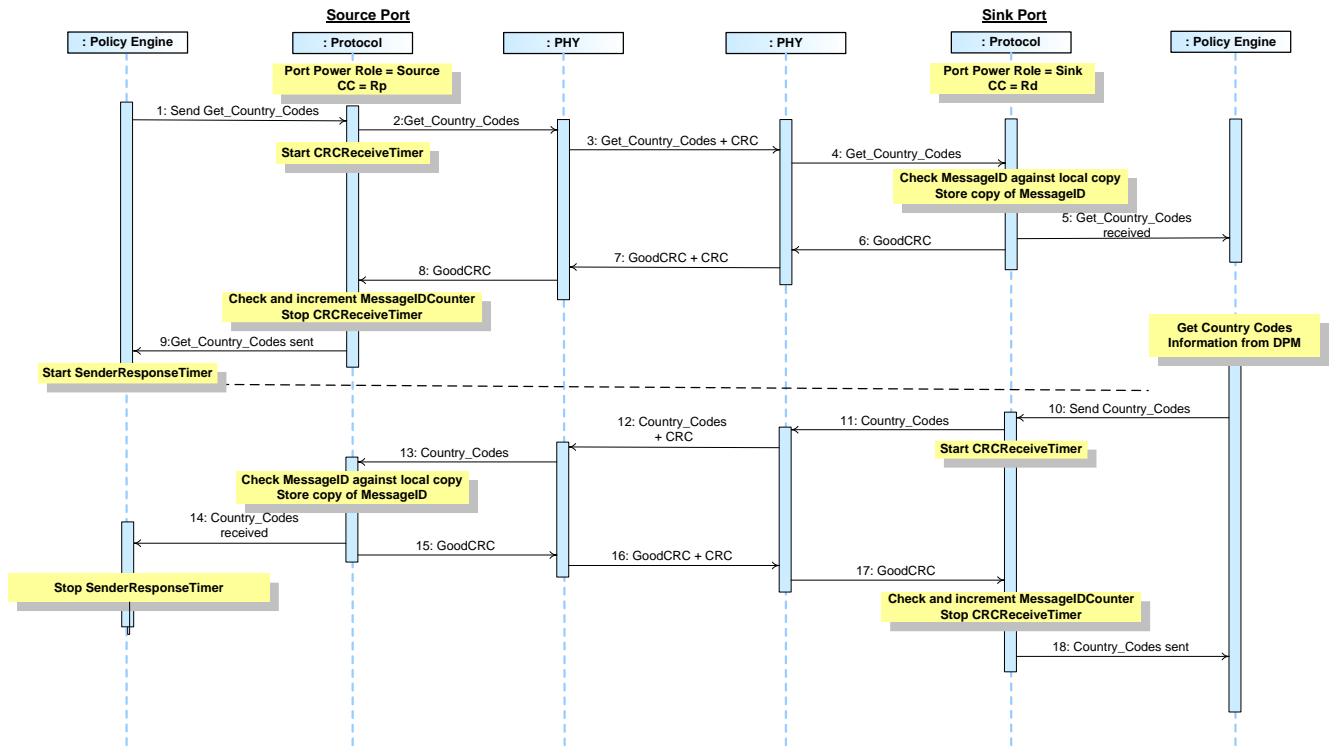 Source Port
Sink Port
: Policy Engine
: Protocol
: PHY
: PHY
: Protocol
: Policy Engine
Port Power Role = Source
CC = Rp
Port Power Role = Sink
CC = Rd
1: Send Get_Country_Codes
2:Get_Country_Codes
Start CRCReceiveTimer
3: Get_Country_Codes + CRC
4: Get_Country_Codes
Check MessageID against local copy
Store copy of MessageID
5: Get_Country_Codes
received
6: GoodCRC
7: GoodCRC + CRC
8: GoodCRC
Check and increment MessageIDCounter
Stop CRCReceiveTimer
9:Get_Country_Codes sent
Start SenderResponseTimer
Get Country Codes
Information from DPM
10: Send Country_Codes
11: Country_Codes
Start CRCReceiveTimer
12: Country_Codes
+ CRC
13: Country_Codes
Check MessageID against local copy
Store copy of MessageID
14: Country_Codes
received
15: GoodCRC
16: GoodCRC + CRC
17: GoodCRC
Stop SenderResponseTimer
Check and increment MessageIDCounter
Stop CRCReceiveTimer
18: Country_Codes sent